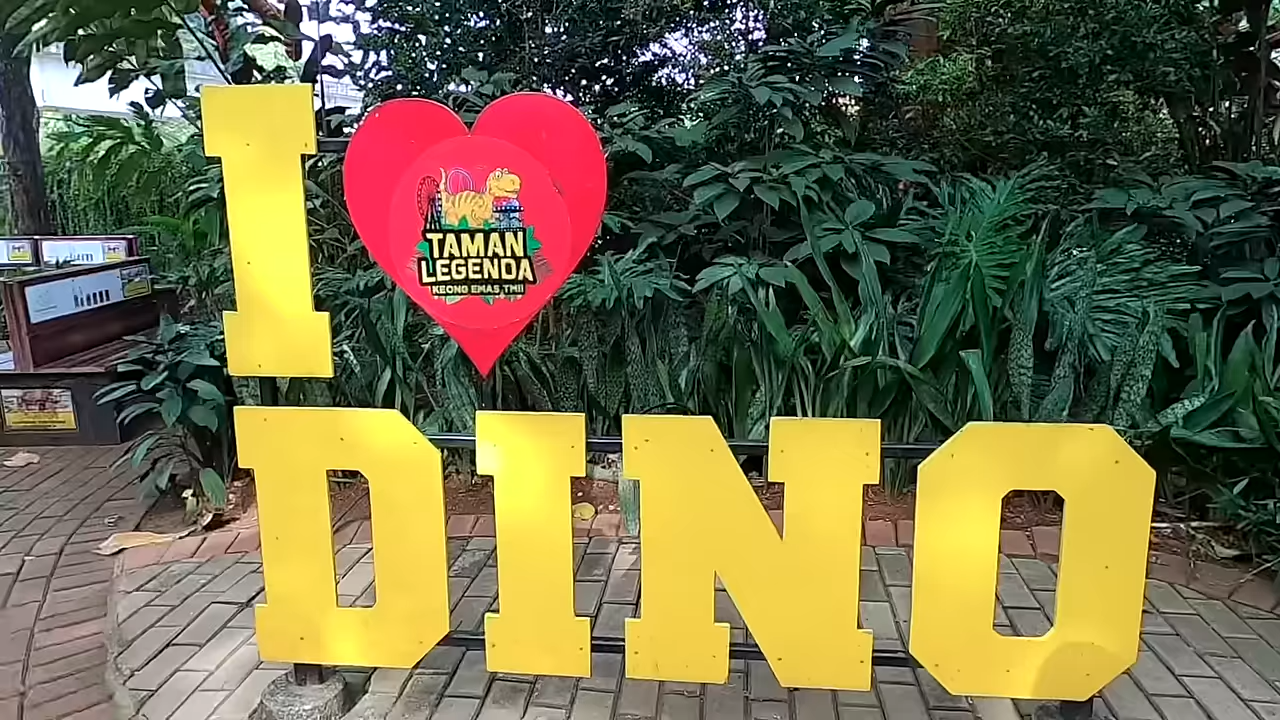 I
TAMAN
LEGENDA
KEONG EMAS, TMII
DINO